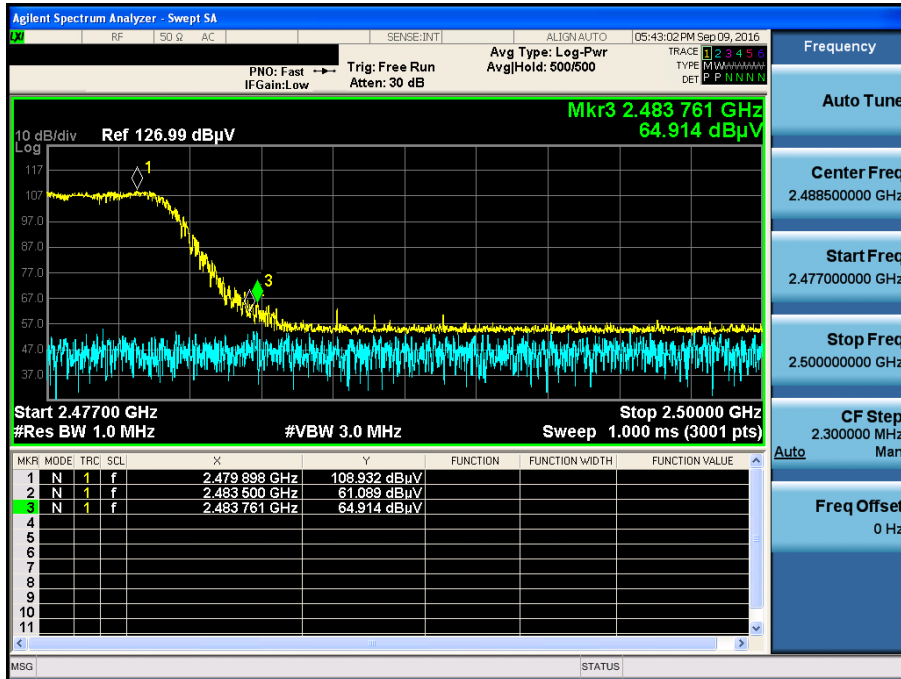 Agilent Spectrum Analyzer - Swept SA
LXI RF 50 Ω AC SENSE:INT ALIGN AUTO 05:43:02 PM Sep 09, 2016
PNO: Fast Trig: Free Run Avg Type: Log-Pwr TRACE 1 2 3 4 5 6
IFGain:Low Atten: 30 dB Avg|Hold: 500/500 TYPE MWWWWW
DET P P N N N N
Mkr3 2.483 761 GHz
64.914 dBµV
10 dB/div Ref 126.99 dBµV
Log
117
107
97.0
87.0
77.0
67.0
57.0
47.0
37.0
1
3
Start 2.47700 GHz Stop 2.50000 GHz
#Res BW 1.0 MHz #VBW 3.0 MHz Sweep 1.000 ms (3001 pts)
MKR MODE TRC SCL X Y FUNCTION FUNCTION WIDTH FUNCTION VALUE
1 N 1 f 2.479 898 GHz 108.932 dBµV
2 N 1 f 2.483 500 GHz 61.089 dBµV
3 N 1 f 2.483 761 GHz 64.914 dBµV
4
5
6
7
8
9
10
11
MSG STATUS
Frequency
Auto Tune
Center Freq
2.488500000 GHz
Start Freq
2.477000000 GHz
Stop Freq
2.500000000 GHz
CF Step
2.300000 MHz
Auto Man
Freq Offset
0 Hz